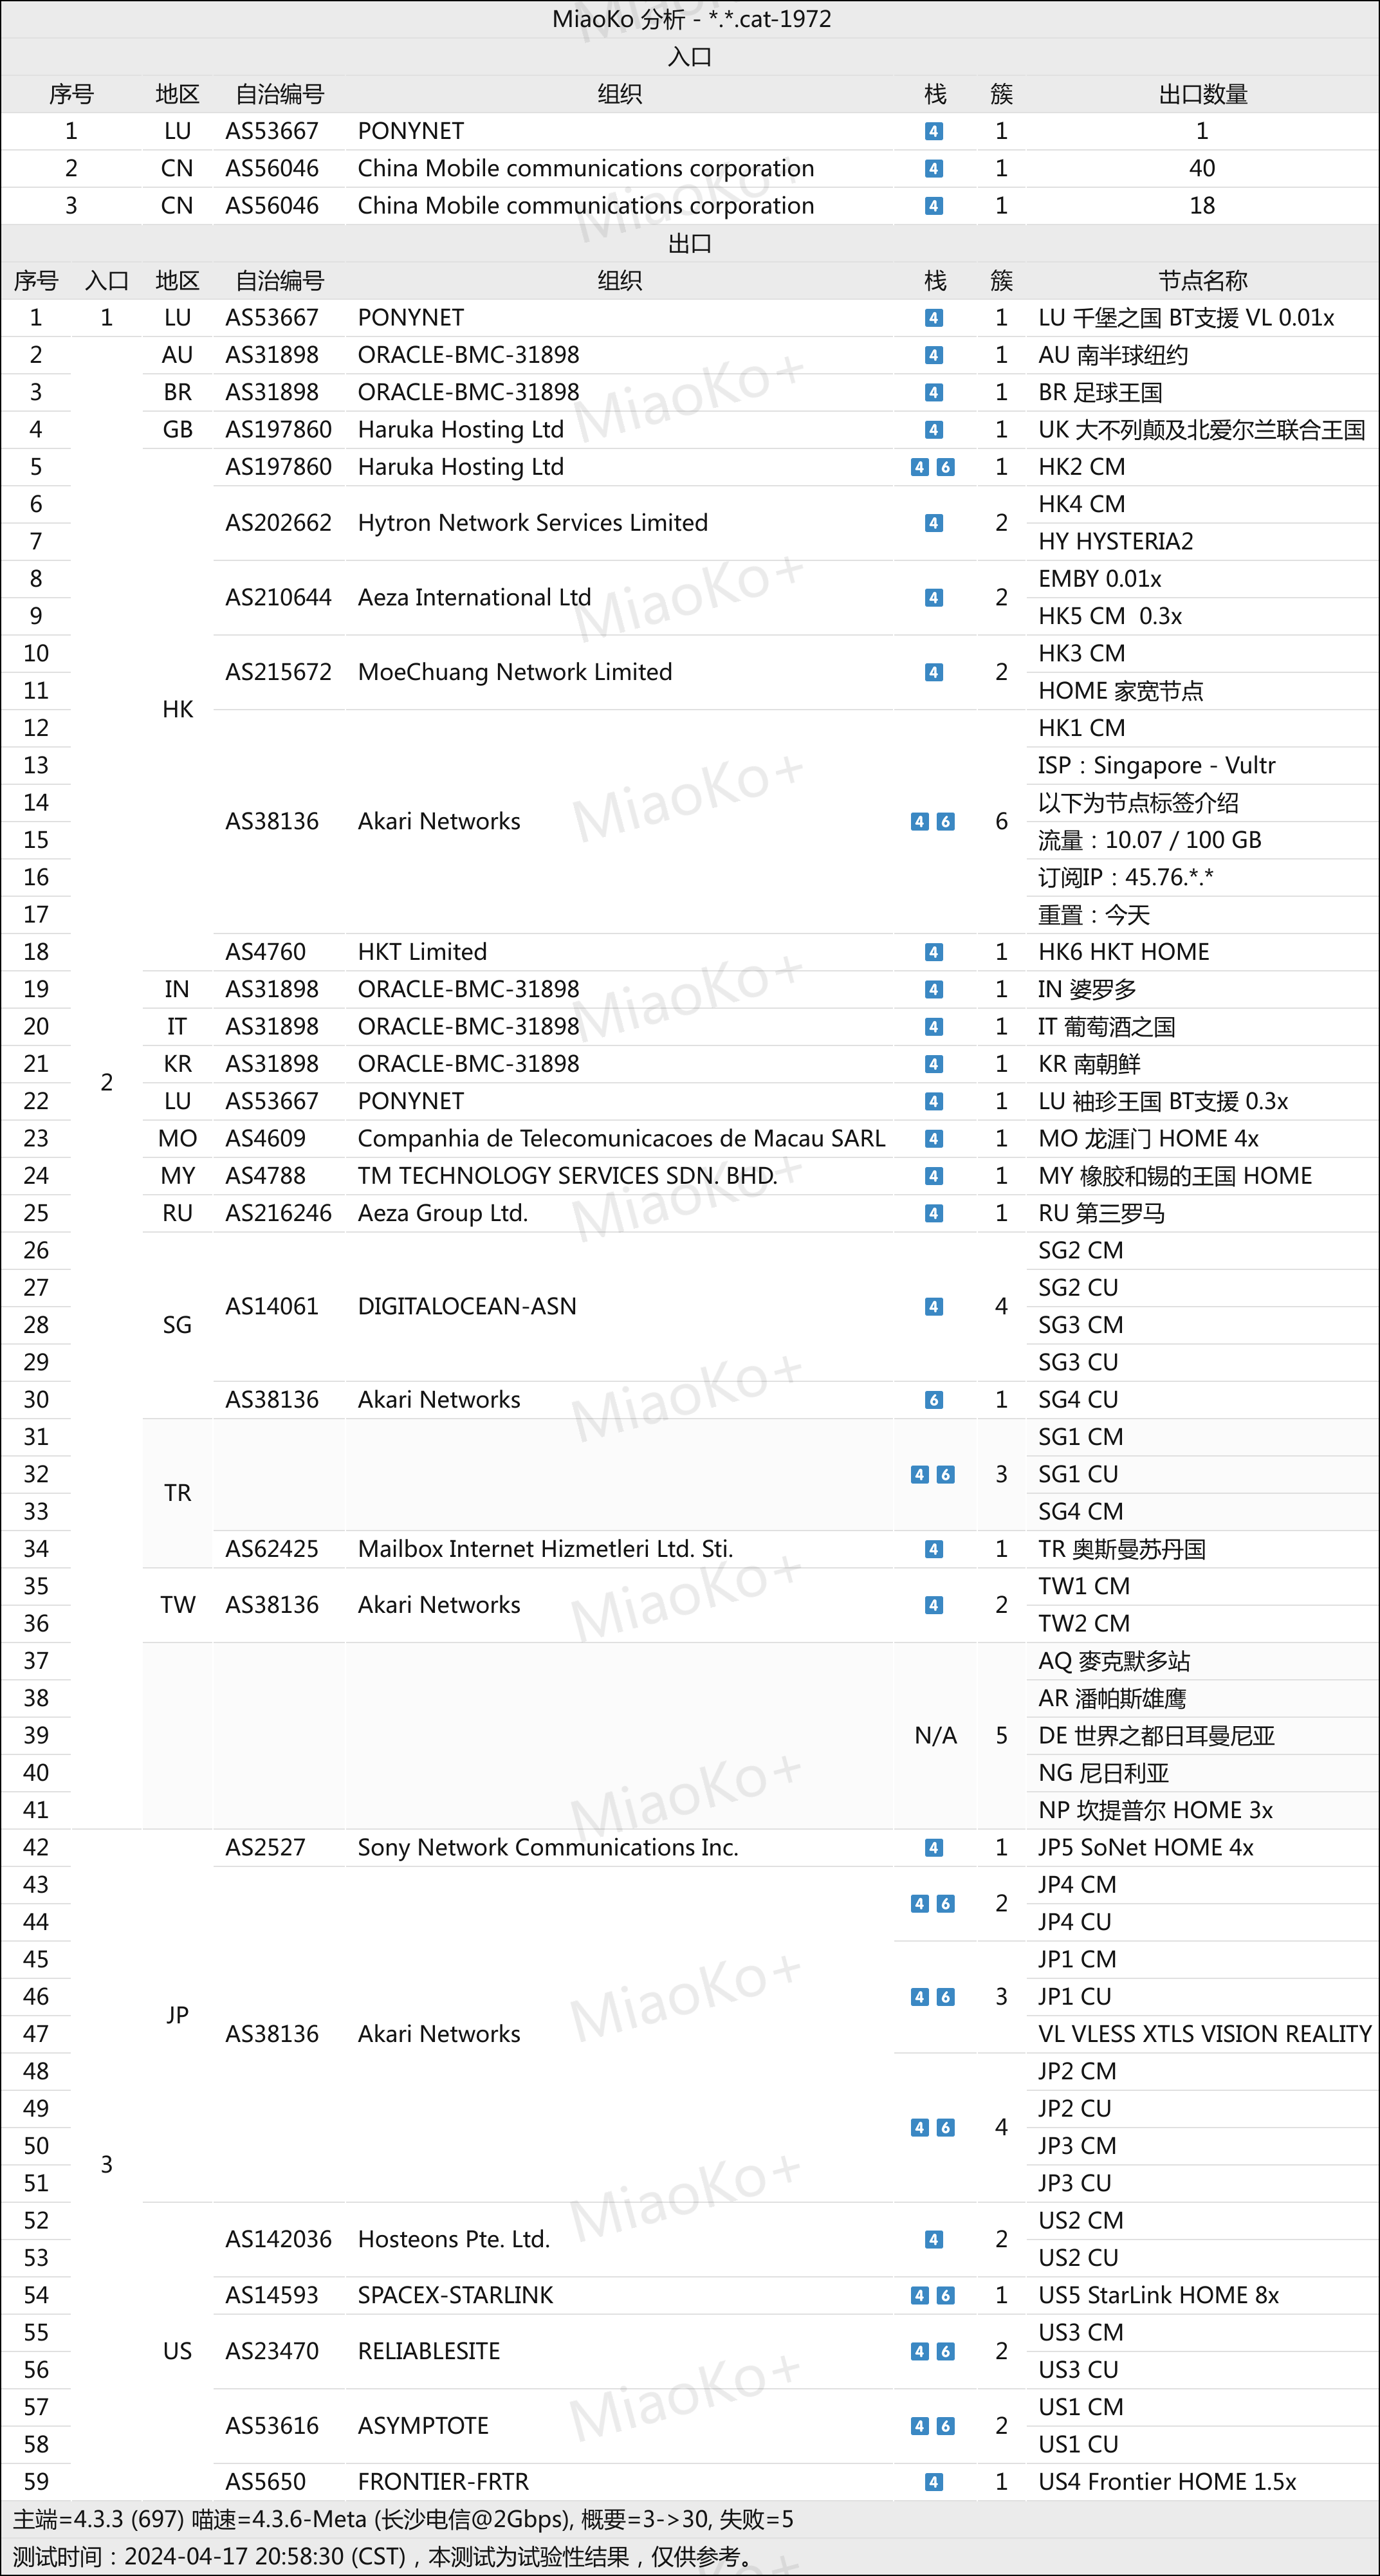 MiaoKo 分析 - *.*.cat-1972
入口
序号 地区 自治编号 组织 栈 簇 出口数量
1 LU AS53667 PONYNET 4 1 1
2 CN AS56046 China Mobile communications corporation 4 1 40
3 CN AS56046 China Mobile communications corporation 4 1 18
出口
序号 入口 地区 自治编号 组织 栈 簇 节点名称
1 1 LU AS53667 PONYNET 4 1 LU 千堡之国 BT支援 VL 0.01x
2 AU AS31898 ORACLE-BMC-31898 4 1 AU 南半球纽约
3 BR AS31898 ORACLE-BMC-31898 4 1 BR 足球王国
4 GB AS197860 Haruka Hosting Ltd 4 1 UK 大不列颠及北爱尔兰联合王国
5 AS197860 Haruka Hosting Ltd 4 6 1 HK2 CM
6 HK4 CM
AS202662 Hytron Network Services Limited 4 2
7 HY HYSTERIA2
8 EMBY 0.01x
AS210644 Aeza International Ltd 4 2
9 HK5 CM 0.3x
10 HK3 CM
AS215672 MoeChuang Network Limited 4 2
11 HOME 家宽节点
HK
12 HK1 CM
13 ISP：Singapore - Vultr
14 以下为节点标签介绍
AS38136 Akari Networks 4 6 6
15 流量：10.07 / 100 GB
16 订阅IP：45.76.*.*
17 重置：今天
18 AS4760 HKT Limited 4 1 HK6 HKT HOME
19 IN AS31898 ORACLE-BMC-31898 4 1 IN 婆罗多
20 IT AS31898 ORACLE-BMC-31898 4 1 IT 葡萄酒之国
21 KR AS31898 ORACLE-BMC-31898 4 1 KR 南朝鲜
2
22 LU AS53667 PONYNET 4 1 LU 袖珍王国 BT支援 0.3x
23 MO AS4609 Companhia de Telecomunicacoes de Macau SARL 4 1 MO 龙涯门 HOME 4x
24 MY AS4788 TM TECHNOLOGY SERVICES SDN. BHD. 4 1 MY 橡胶和锡的王国 HOME
25 RU AS216246 Aeza Group Ltd. 4 1 RU 第三罗马
26 SG2 CM
27 SG2 CU
AS14061 DIGITALOCEAN-ASN 4 4
28 SG SG3 CM
29 SG3 CU
30 AS38136 Akari Networks 6 1 SG4 CU
31 SG1 CM
32 4 6 3 SG1 CU
TR
33 SG4 CM
34 AS62425 Mailbox Internet Hizmetleri Ltd. Sti. 4 1 TR 奥斯曼苏丹国
35 TW1 CM
TW AS38136 Akari Networks 4 2
36 TW2 CM
37 AQ 麥克默多站
38 AR 潘帕斯雄鹰
39 N/A 5 DE 世界之都日耳曼尼亚
40 NG 尼日利亚
41 NP 坎提普尔 HOME 3x
42 AS2527 Sony Network Communications Inc. 4 1 JP5 SoNet HOME 4x
43 JP4 CM
4 6 2
44 JP4 CU
45 JP1 CM
46 4 6 3 JP1 CU
JP
47 AS38136 Akari Networks VL VLESS XTLS VISION REALITY
48 JP2 CM
49 JP2 CU
4 6 4
50 JP3 CM
3
51 JP3 CU
52 US2 CM
AS142036 Hosteons Pte. Ltd. 4 2
53 US2 CU
54 AS14593 SPACEX-STARLINK 4 6 1 US5 StarLink HOME 8x
55 US3 CM
US AS23470 RELIABLESITE 4 6 2
56 US3 CU
57 US1 CM
AS53616 ASYMPTOTE 4 6 2
58 US1 CU
59 AS5650 FRONTIER-FRTR 4 1 US4 Frontier HOME 1.5x
主端=4.3.3 (697) 喵速=4.3.6-Meta (长沙电信@2Gbps), 概要=3->30, 失败=5
测试时间：2024-04-17 20:58:30 (CST)，本测试为试验性结果，仅供参考。
MiaoKo+
MiaoKo+
MiaoKo+
MiaoKo+
MiaoKo+
MiaoKo+
MiaoKo+
MiaoKo+
MiaoKo+
MiaoKo+
MiaoKo+
MiaoKo+